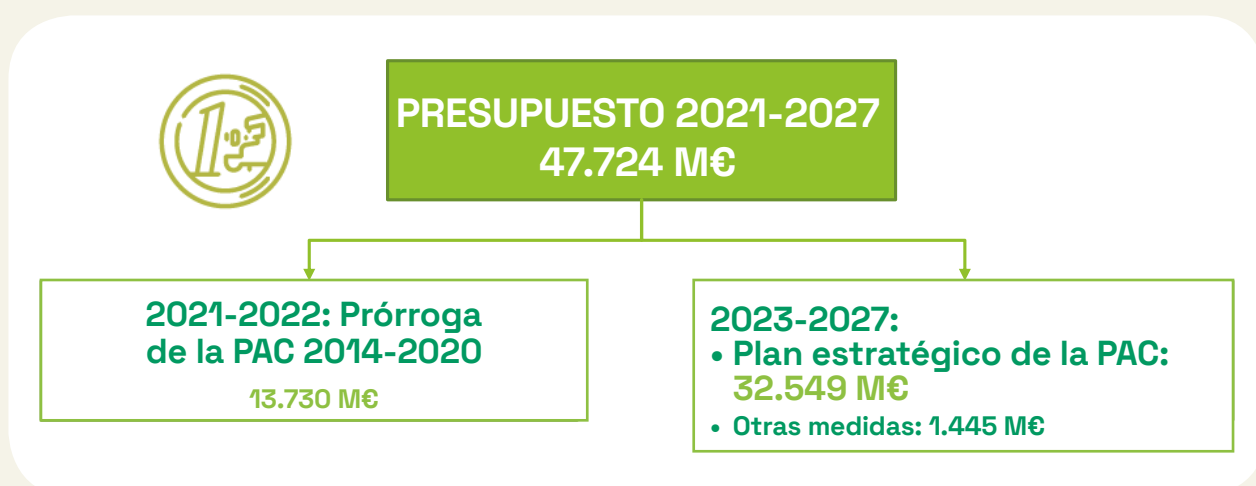 PRESUPUESTO 2021-2027
47.724 M€
2021-2022: Prórroga
de la PAC 2014-2020
13.730 M€
2023-2027:
• Plan estratégico de la PAC:
32.549 M€
• Otras medidas: 1.445 M€